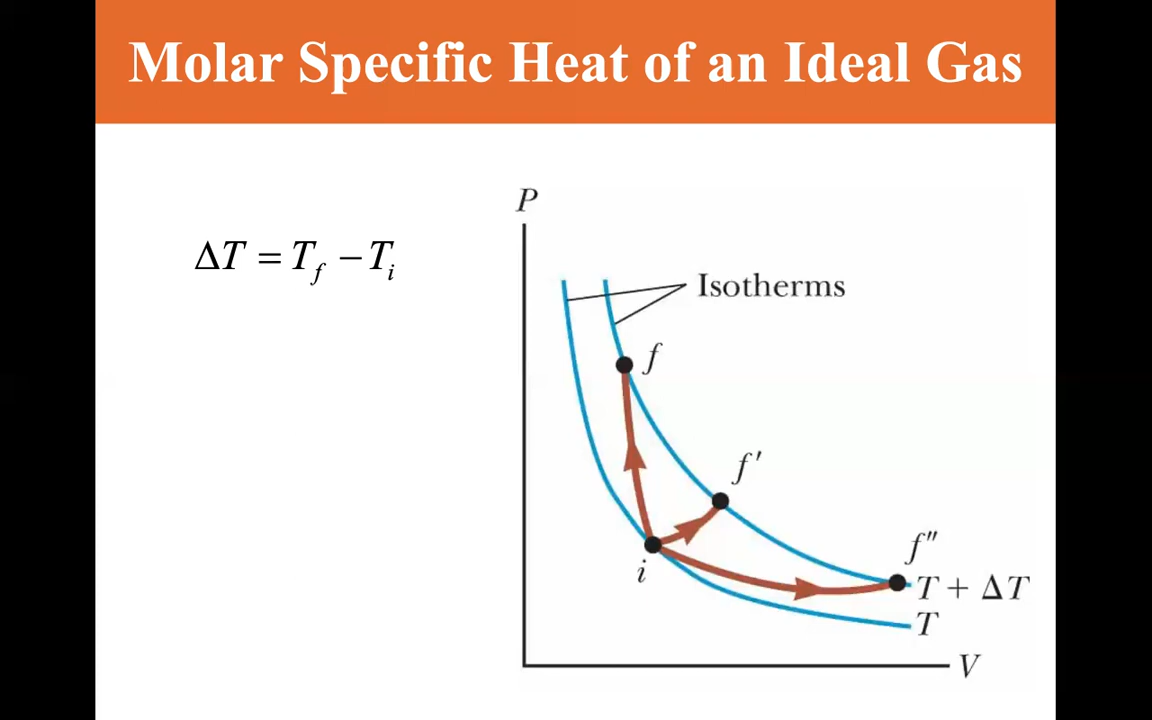 Molar Specific Heat of an Ideal Gas
ΔT = T_f − T_i
P
Isotherms
f
f′
i
f″
T + ΔT
T
V